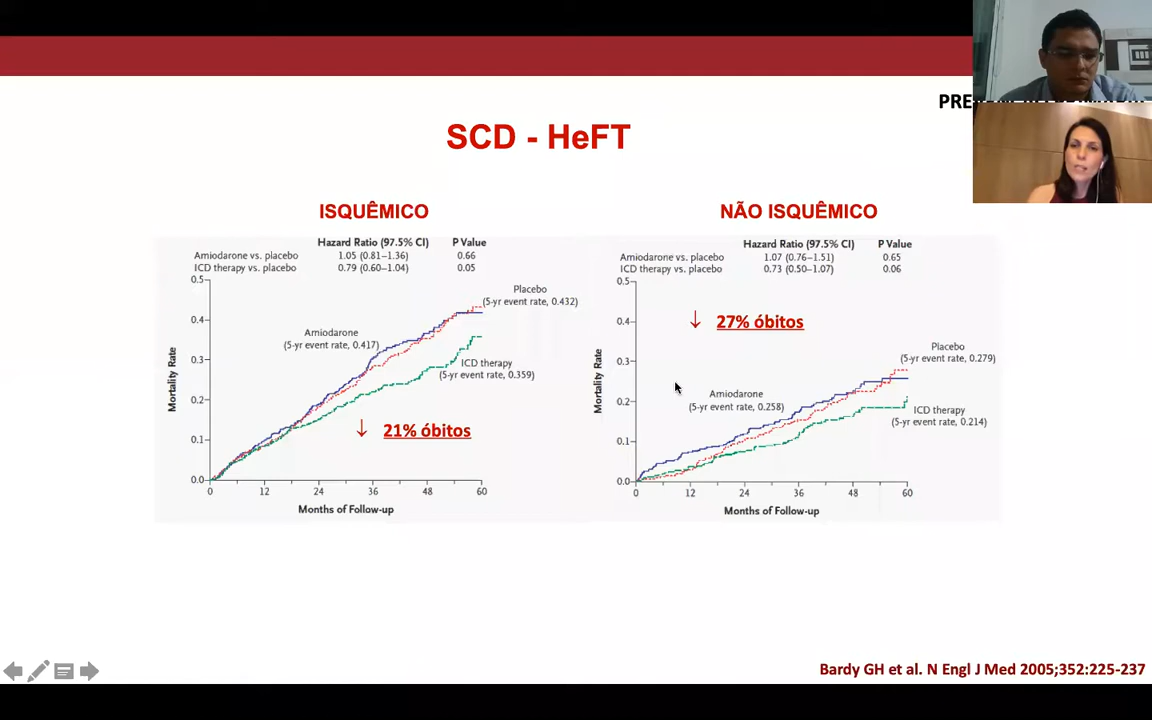 SCD - HeFT
ISQUÊMICO
Hazard Ratio (97.5% CI) P Value
Amiodarone vs. placebo 1.05 (0.81–1.36) 0.66
ICD therapy vs. placebo 0.79 (0.60–1.04) 0.05
0.5
0.4
0.3
0.2
0.1
0.0
Mortality Rate
Placebo
(5-yr event rate, 0.432)
Amiodarone
(5-yr event rate, 0.417)
ICD therapy
(5-yr event rate, 0.359)
↓ 21% óbitos
0 12 24 36 48 60
Months of Follow-up
NÃO ISQUÊMICO
Hazard Ratio (97.5% CI) P Value
Amiodarone vs. placebo 1.07 (0.76–1.51) 0.65
ICD therapy vs. placebo 0.73 (0.50–1.07) 0.06
0.5
0.4
0.3
0.2
0.1
0.0
Mortality Rate
↓ 27% óbitos
Placebo
(5-yr event rate, 0.279)
Amiodarone
(5-yr event rate, 0.258)
ICD therapy
(5-yr event rate, 0.214)
0 12 24 36 48 60
Months of Follow-up
Bardy GH et al. N Engl J Med 2005;352:225-237